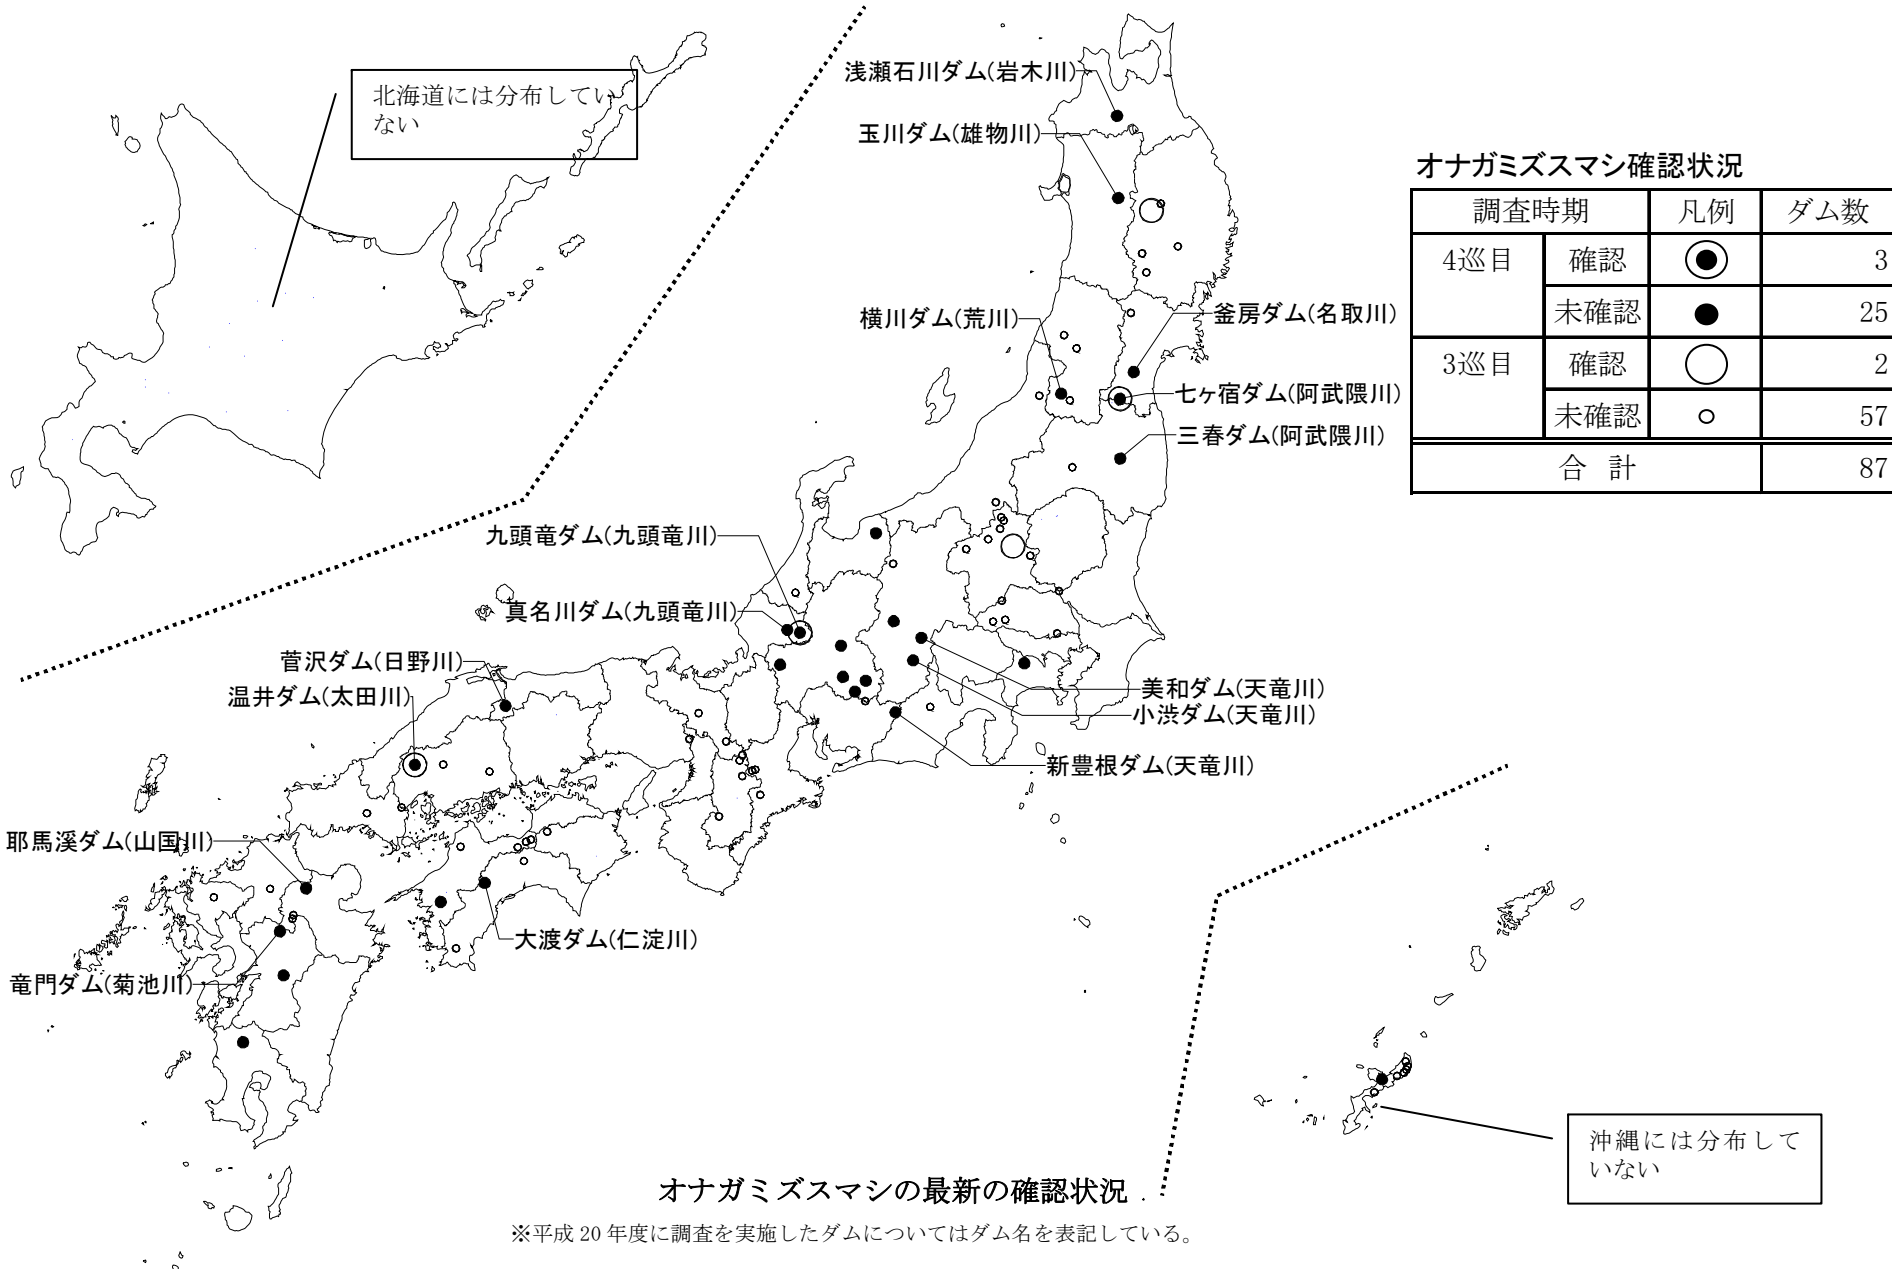 北海道には分布してい
ない
浅瀬石川ダム(岩木川)
玉川ダム(雄物川)
オナガミズスマシ確認状況
調査時期 凡例 ダム数
4巡目 確認 3
未確認 25
3巡目 確認 2
未確認 57
合 計 87
横川ダム(荒川)
釜房ダム(名取川)
七ヶ宿ダム(阿武隈川)
三春ダム(阿武隈川)
九頭竜ダム(九頭竜川)
真名川ダム(九頭竜川)
菅沢ダム(日野川)
温井ダム(太田川)
美和ダム(天竜川)
小渋ダム(天竜川)
新豊根ダム(天竜川)
耶馬溪ダム(山国川)
大渡ダム(仁淀川)
竜門ダム(菊池川)
沖縄には分布して
いない
オナガミズスマシの最新の確認状況
※平成 20 年度に調査を実施したダムについてはダム名を表記している。